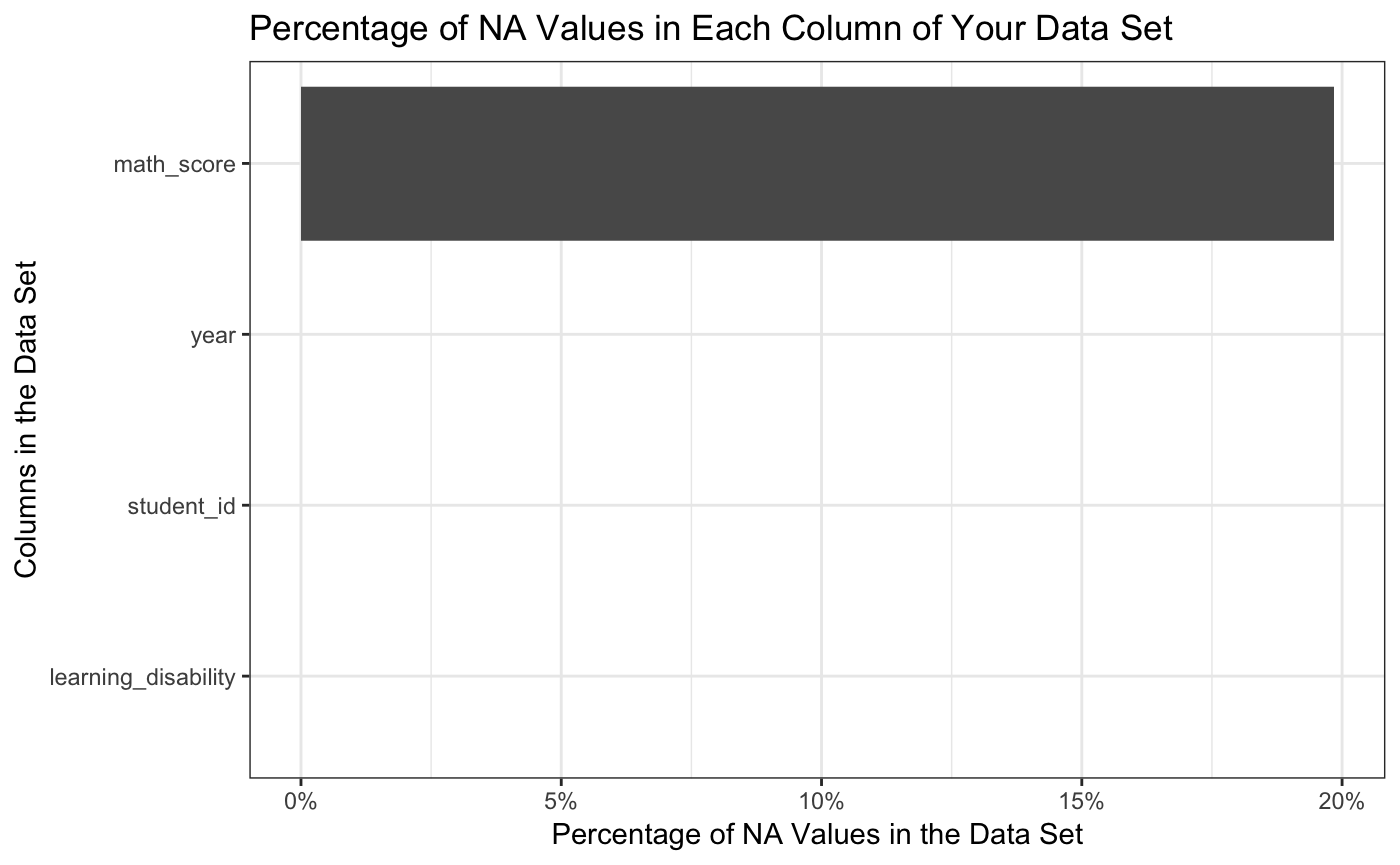 Percentage of NA Values in Each Column of Your Data Set
Columns in the Data Set
math_score
year
student_id
learning_disability
0% 5% 10% 15% 20%
Percentage of NA Values in the Data Set